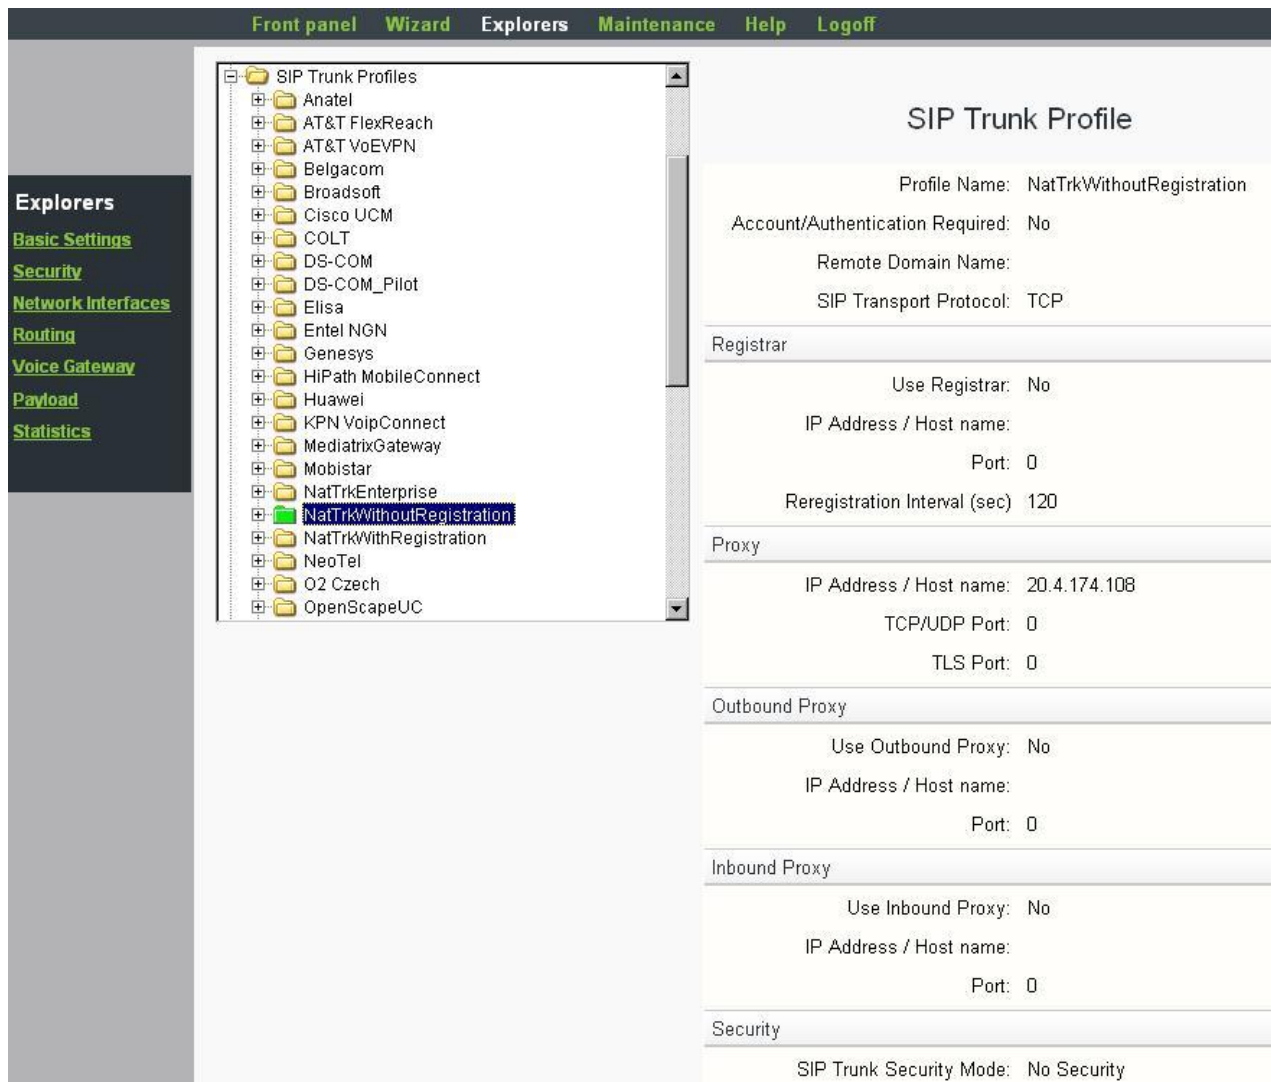 Front panel Wizard Explorers Maintenance Help Logoff
Explorers
Basic Settings
Security
Network Interfaces
Routing
Voice Gateway
Payload
Statistics
SIP Trunk Profiles
Anatel
AT&T FlexReach
AT&T VoEVPN
Belgacom
Broadsoft
Cisco UCM
COLT
DS-COM
DS-COM_Pilot
Elisa
Entel NGN
Genesys
HiPath MobileConnect
Huawei
KPN VoipConnect
MediatrixGateway
Mobistar
NatTrkEnterprise
NatTrkWithoutRegistration
NatTrkWithRegistration
NeoTel
O2 Czech
OpenScapeUC
SIP Trunk Profile
Profile Name: NatTrkWithoutRegistration
Account/Authentication Required: No
Remote Domain Name:
SIP Transport Protocol: TCP
Registrar
Use Registrar: No
IP Address / Host name:
Port: 0
Reregistration Interval (sec) 120
Proxy
IP Address / Host name: 20.4.174.108
TCP/UDP Port: 0
TLS Port: 0
Outbound Proxy
Use Outbound Proxy: No
IP Address / Host name:
Port: 0
Inbound Proxy
Use Inbound Proxy: No
IP Address / Host name:
Port: 0
Security
SIP Trunk Security Mode: No Security